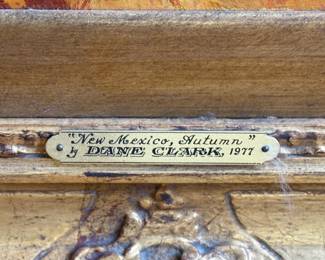 "New Mexico, Autumn"
by DANE CLARK, 1977